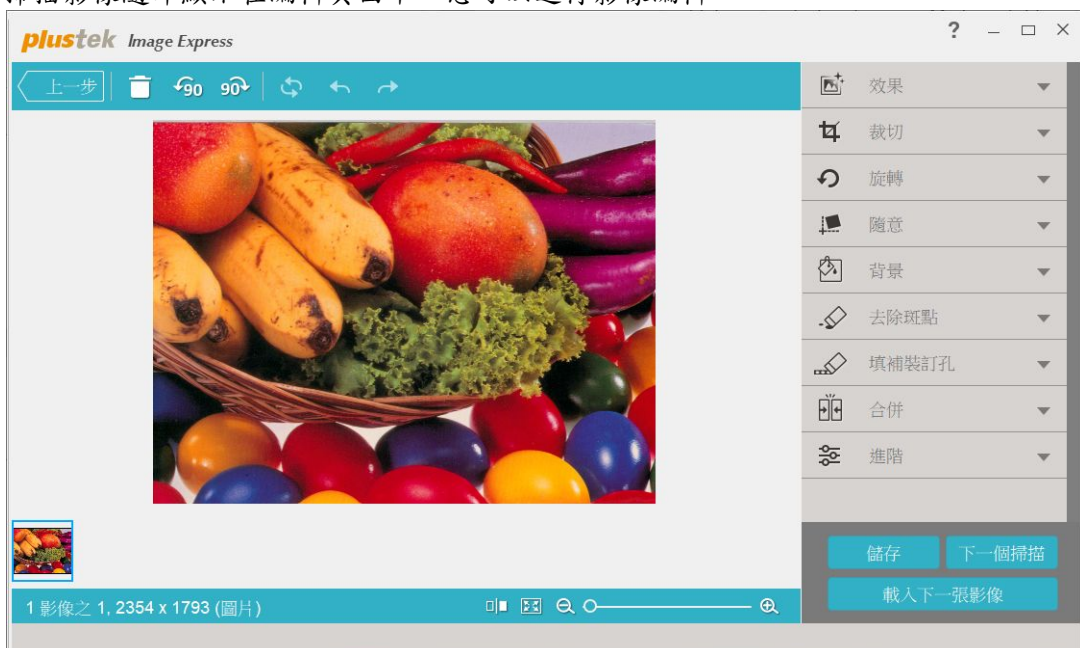 plustek Image Express
?
上一步
90 90
效果
裁切
旋轉
隨意
背景
去除斑點
填補裝訂孔
合併
進階
儲存 下一個掃描
載入下一張影像
1 影像之 1, 2354 x 1793 (圖片)